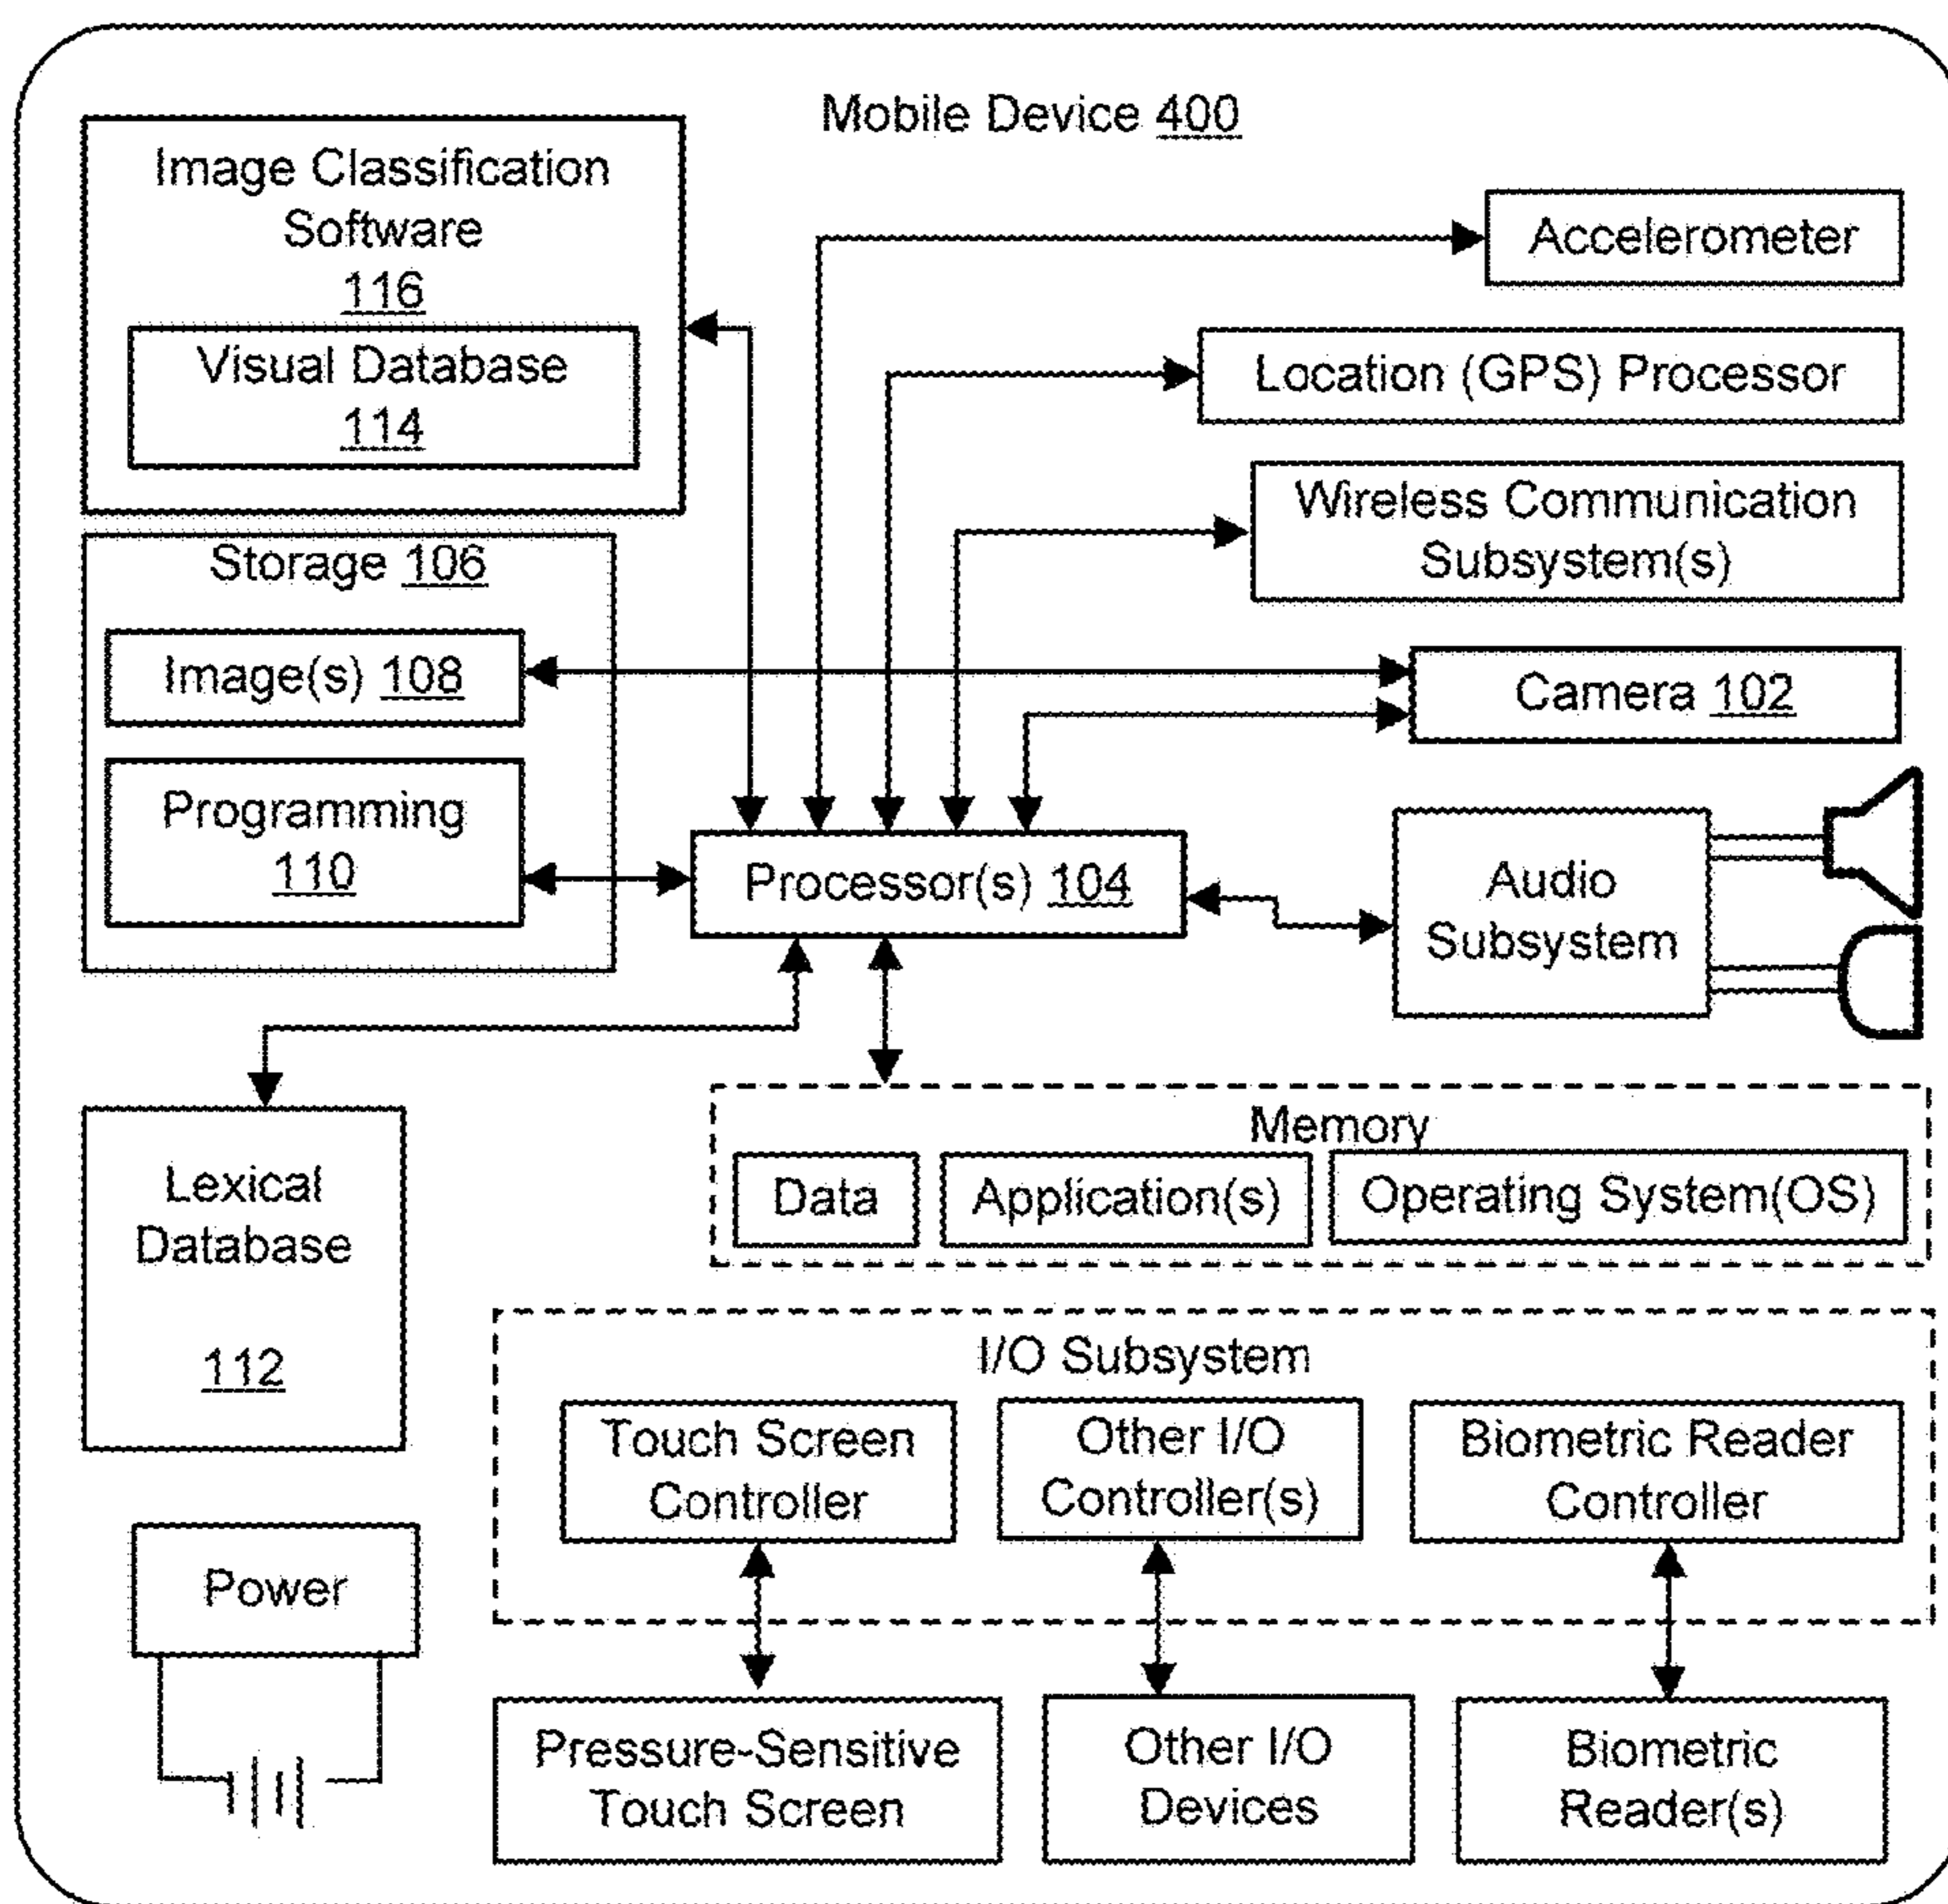 Mobile Device 400
Image Classification
Software
116
Visual Database
114
Accelerometer
Location (GPS) Processor
Wireless Communication
Subsystem(s)
Storage 106
Image(s) 108
Camera 102
Programming
110
Processor(s) 104
Audio
Subsystem
Memory
Data
Application(s)
Operating System(OS)
Lexical
Database
112
I/O Subsystem
Touch Screen
Controller
Other I/O
Controller(s)
Biometric Reader
Controller
Power
Pressure-Sensitive
Touch Screen
Other I/O
Devices
Biometric
Reader(s)